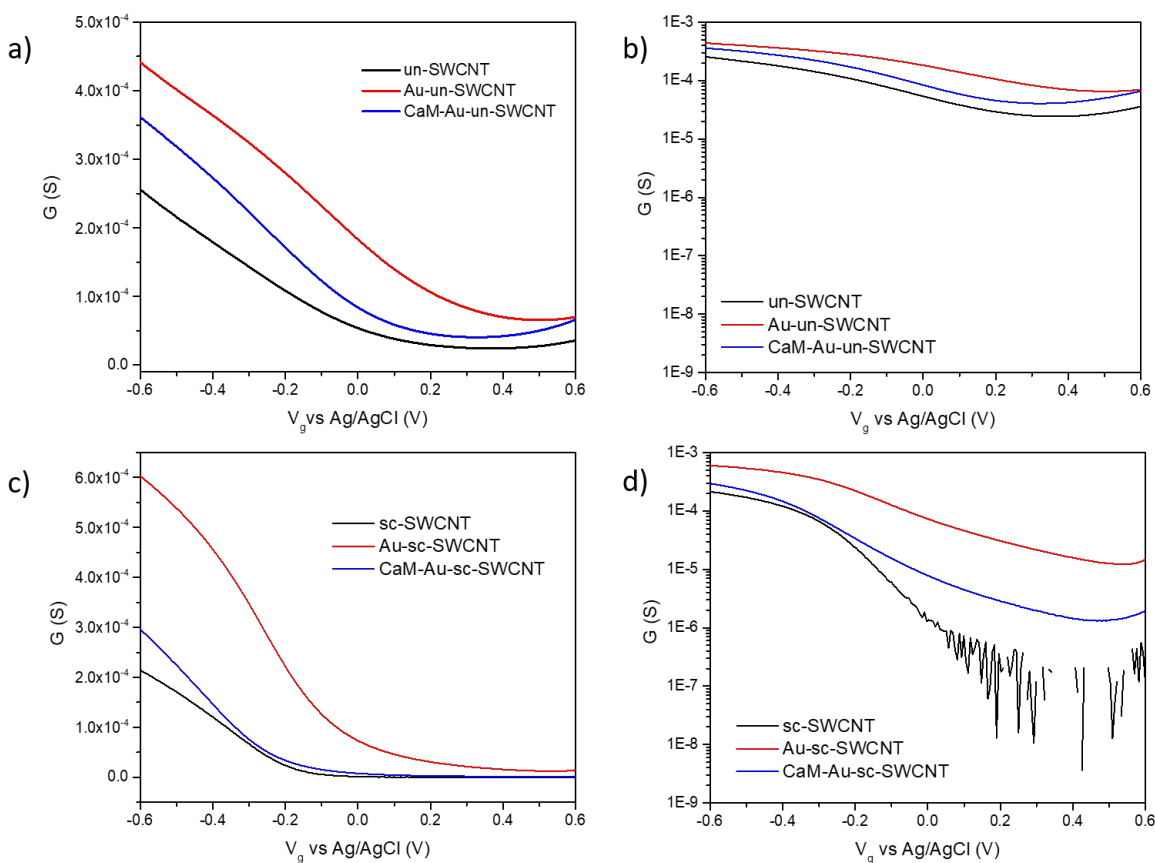 a)
5.0x10⁻⁴
4.0x10⁻⁴
3.0x10⁻⁴
2.0x10⁻⁴
1.0x10⁻⁴
0.0
G (S)
un-SWCNT
Au-un-SWCNT
CaM-Au-un-SWCNT
-0.6 -0.4 -0.2 0.0 0.2 0.4 0.6
V_g vs Ag/AgCl (V)
b)
1E-3
1E-4
1E-5
1E-6
1E-7
1E-8
1E-9
G (S)
un-SWCNT
Au-un-SWCNT
CaM-Au-un-SWCNT
-0.6 -0.4 -0.2 0.0 0.2 0.4 0.6
V_g vs Ag/AgCl (V)
c)
6.0x10⁻⁴
5.0x10⁻⁴
4.0x10⁻⁴
3.0x10⁻⁴
2.0x10⁻⁴
1.0x10⁻⁴
0.0
G (S)
sc-SWCNT
Au-sc-SWCNT
CaM-Au-sc-SWCNT
-0.6 -0.4 -0.2 0.0 0.2 0.4 0.6
V_g vs Ag/AgCl (V)
d)
1E-3
1E-4
1E-5
1E-6
1E-7
1E-8
1E-9
G (S)
sc-SWCNT
Au-sc-SWCNT
CaM-Au-sc-SWCNT
-0.6 -0.4 -0.2 0.0 0.2 0.4 0.6
V_g vs Ag/AgCl (V)